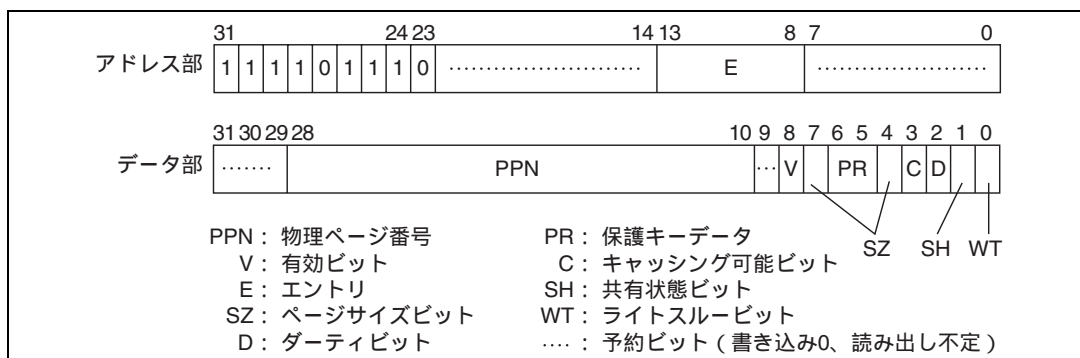 31 24 23 14 13 8 7 0
アドレス部 1 1 1 1 0 1 1 1 0 ........................ E ......................
31 30 29 28 10 9 8 7 6 5 4 3 2 1 0
データ部 ....... PPN ... V PR C D
SZ SH WT
PPN： 物理ページ番号 PR： 保護キーデータ
V： 有効ビット C： キャッシング可能ビット
E： エントリ SH： 共有状態ビット
SZ： ページサイズビット WT： ライトスルービット
D： ダーティビット ....： 予約ビット（書き込み0、読み出し不定）